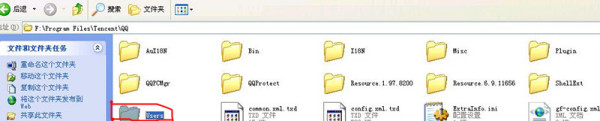 后退 搜索 文件夹
地址(D) F:\Program Files\Tencent\QQ
文件和文件夹任务
重命名这个文件夹
移动这个文件夹
复制这个文件夹
将这个文件夹发布到
Web
共享此文件夹
AuI18N Bin I18N Misc Plugin
QQPCMgr QQProtect Resource.1.97.8200 Resource.6.9.11656 ShellExt
Users common.xml.txd
TXD 文件
config.xml.txd
TXD 文件
ExtraInfo.ini
配置设置
gf-config.xml
XML 文档